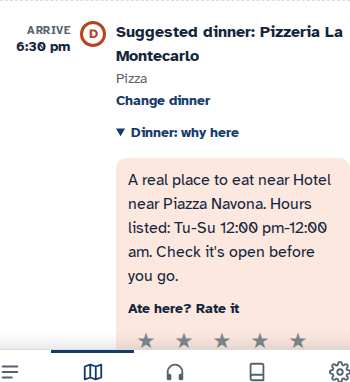 ARRIVE
6:30 pm
D
Suggested dinner: Pizzeria La
Montecarlo
Pizza
Change dinner
▼ Dinner: why here
A real place to eat near Hotel
near Piazza Navona. Hours
listed: Tu-Su 12:00 pm-12:00
am. Check it's open before
you go.
Ate here? Rate it
★ ★ ★ ★ ★